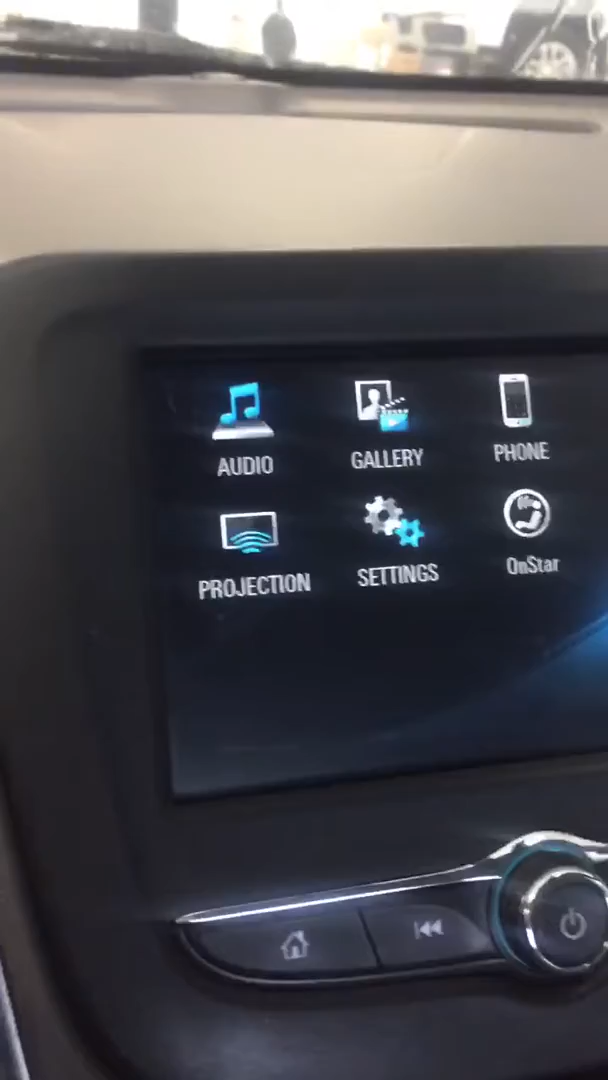 AUDIO
GALLERY
PHONE
PROJECTION
SETTINGS
OnStar